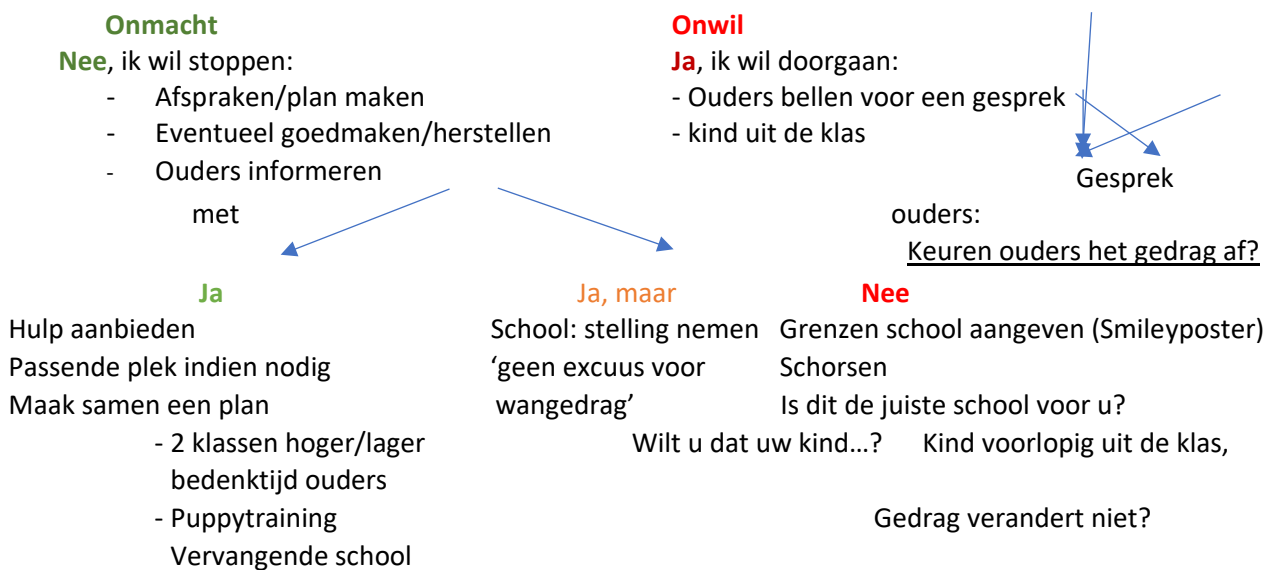 Onmacht Onwil
Nee, ik wil stoppen: Ja, ik wil doorgaan:
- Afspraken/plan maken - Ouders bellen voor een gesprek
- Eventueel goedmaken/herstellen - kind uit de klas
- Ouders informeren Gesprek
met ouders:
Keuren ouders het gedrag af?
Ja Ja, maar Nee
Hulp aanbieden School: stelling nemen Grenzen school aangeven (Smileyposter)
Passende plek indien nodig ‘geen excuus voor Schorsen
Maak samen een plan wangedrag’ Is dit de juiste school voor u?
- 2 klassen hoger/lager Wilt u dat uw kind…? Kind voorlopig uit de klas,
bedenktijd ouders
- Puppytraining Gedrag verandert niet?
Vervangende school